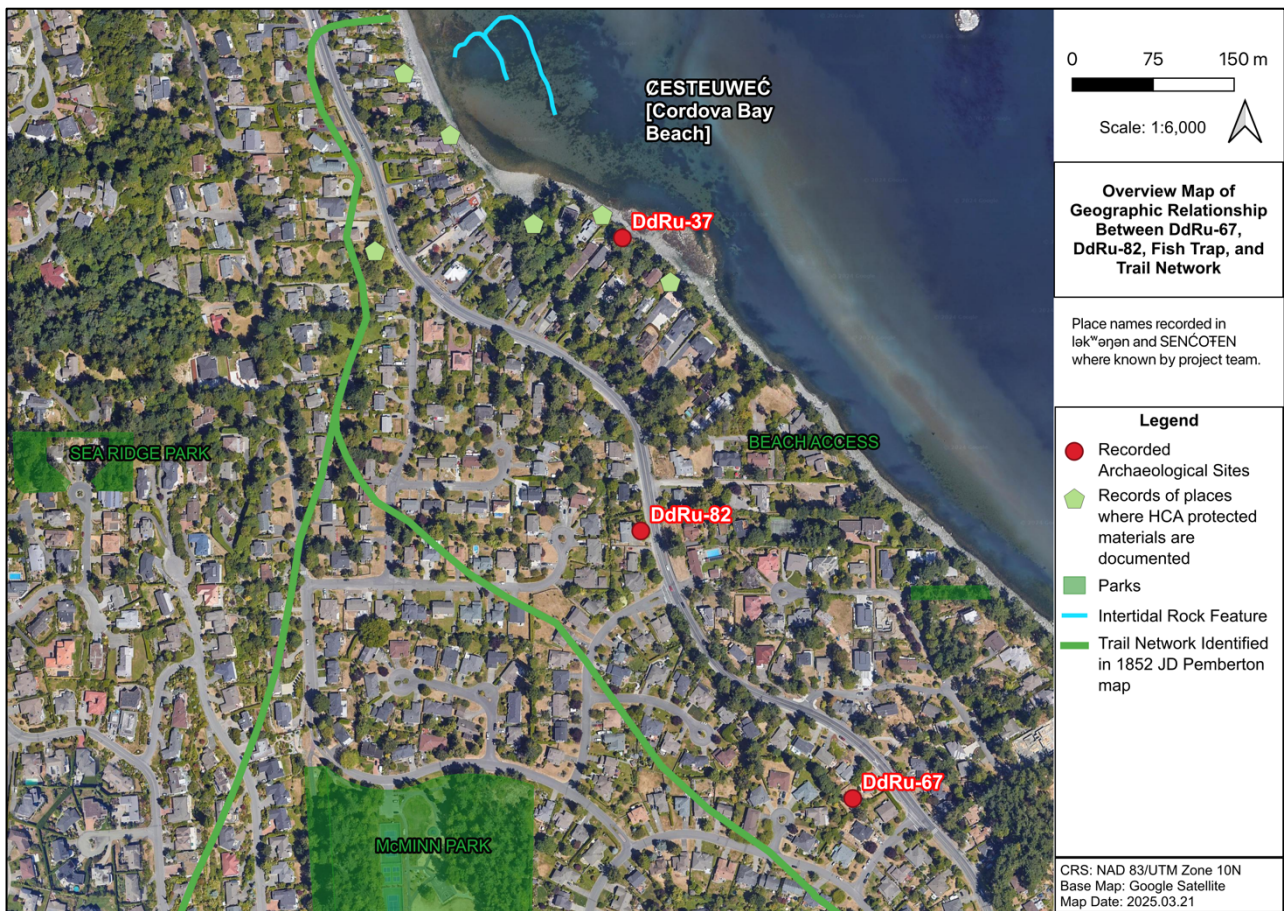 ȻESTEUWEĆ
[Cordova Bay
Beach]
DdRu-37
SEA RIDGE PARK
BEACH ACCESS
DdRu-82
DdRu-67
McMINN PARK
0 75 150 m
Scale: 1:6,000
Overview Map of
Geographic Relationship
Between DdRu-67,
DdRu-82, Fish Trap, and
Trail Network
Place names recorded in
lək̓ʷəŋən and SENĆOŦEN
where known by project team.
Legend
Recorded
Archaeological Sites
Records of places
where HCA protected
materials are
documented
Parks
Intertidal Rock Feature
Trail Network Identified
in 1852 JD Pemberton
map
CRS: NAD 83/UTM Zone 10N
Base Map: Google Satellite
Map Date: 2025.03.21